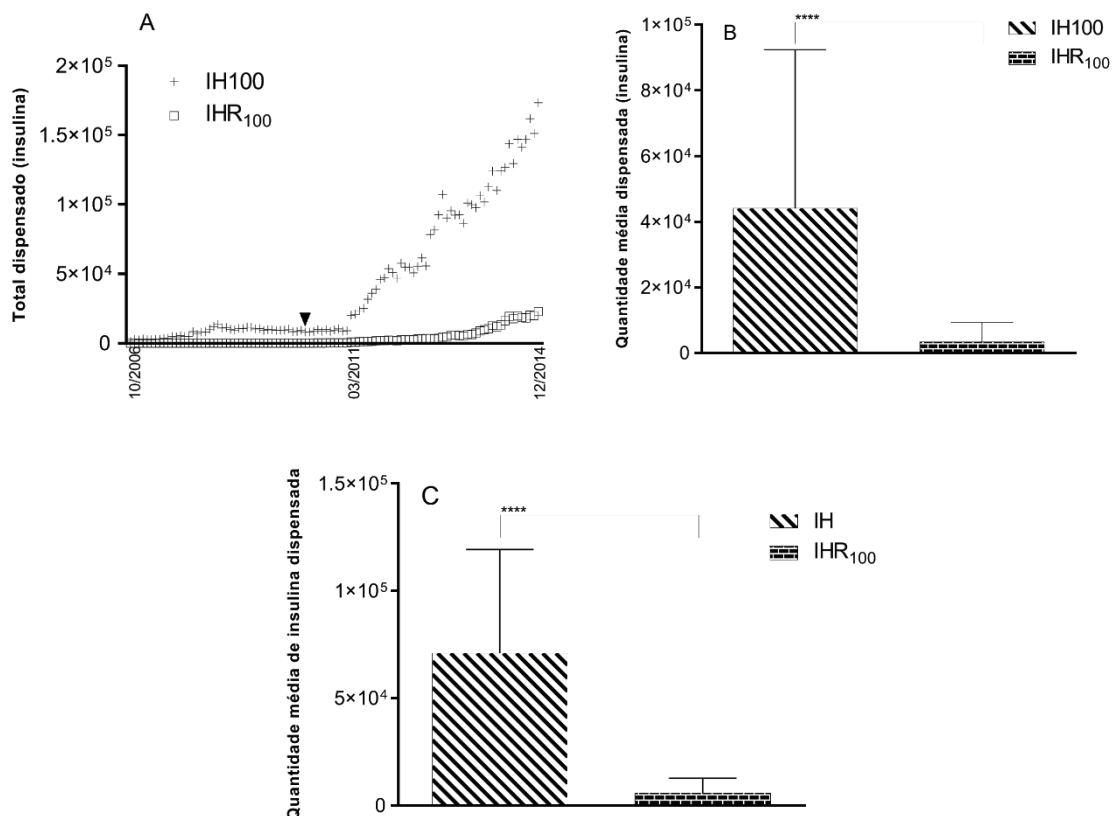 A
Total dispensado (insulina)
2×10⁵
1.5×10⁵
1×10⁵
5×10⁴
0
IH100
IHR₁₀₀
10/2006
03/2011
12/2014
B
Quantidade média dispensada (insulina)
1×10⁵
8×10⁴
6×10⁴
4×10⁴
2×10⁴
0
****
IH100
IHR₁₀₀
C
Quantidade média de insulina dispensada
1.5×10⁵
1×10⁵
5×10⁴
0
****
IH
IHR₁₀₀